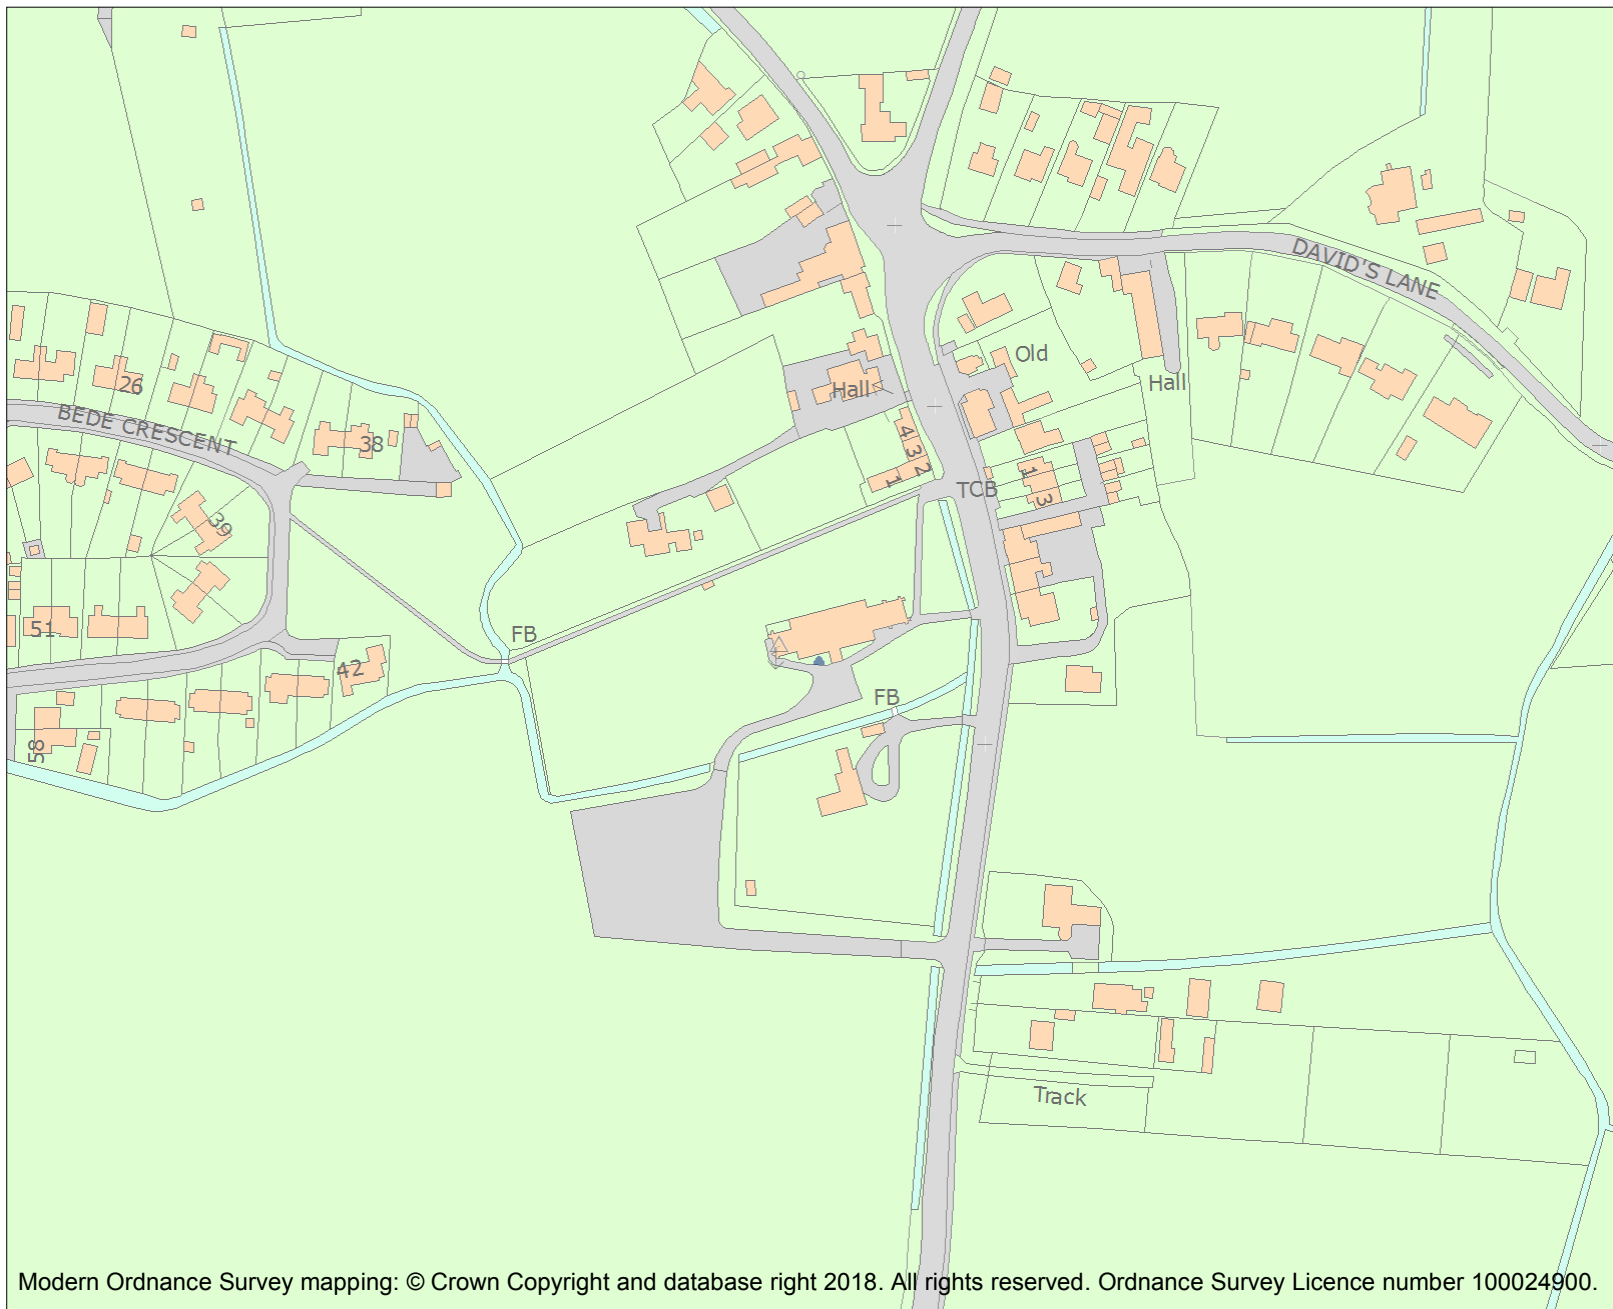 DAVID'S LANE
Old
Hall
Hall
26
BEDE CRESCENT
38
4
3
2
1
TCB
1
3
39
51
FB
42
FB
58
Track
Modern Ordnance Survey mapping: © Crown Copyright and database right 2018. All rights reserved. Ordnance Survey Licence number 100024900.